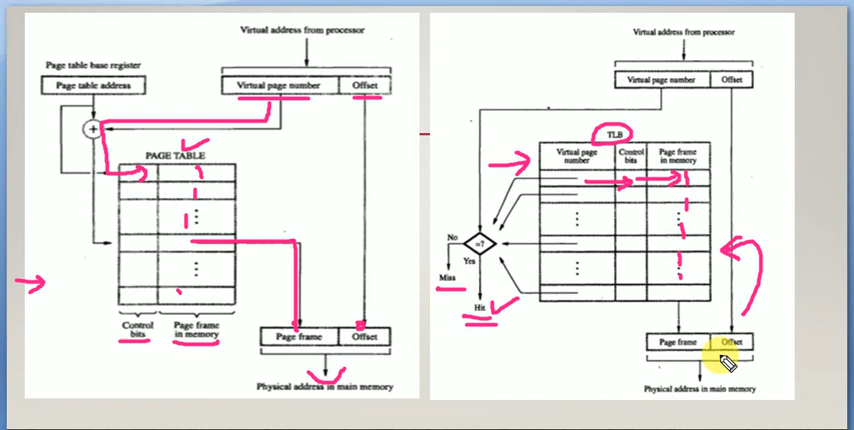 Virtual address from processor
Page table base register
Page table address
Virtual page number
Offset
+
PAGE TABLE
Control
bits
Page frame
in memory
Page frame
Offset
Physical address in main memory
Virtual address from processor
Virtual page number
Offset
TLB
Virtual page
number
Control
bits
Page frame
in memory
No
=?
Yes
Miss
Hit
Page frame
Offset
Physical address in main memory